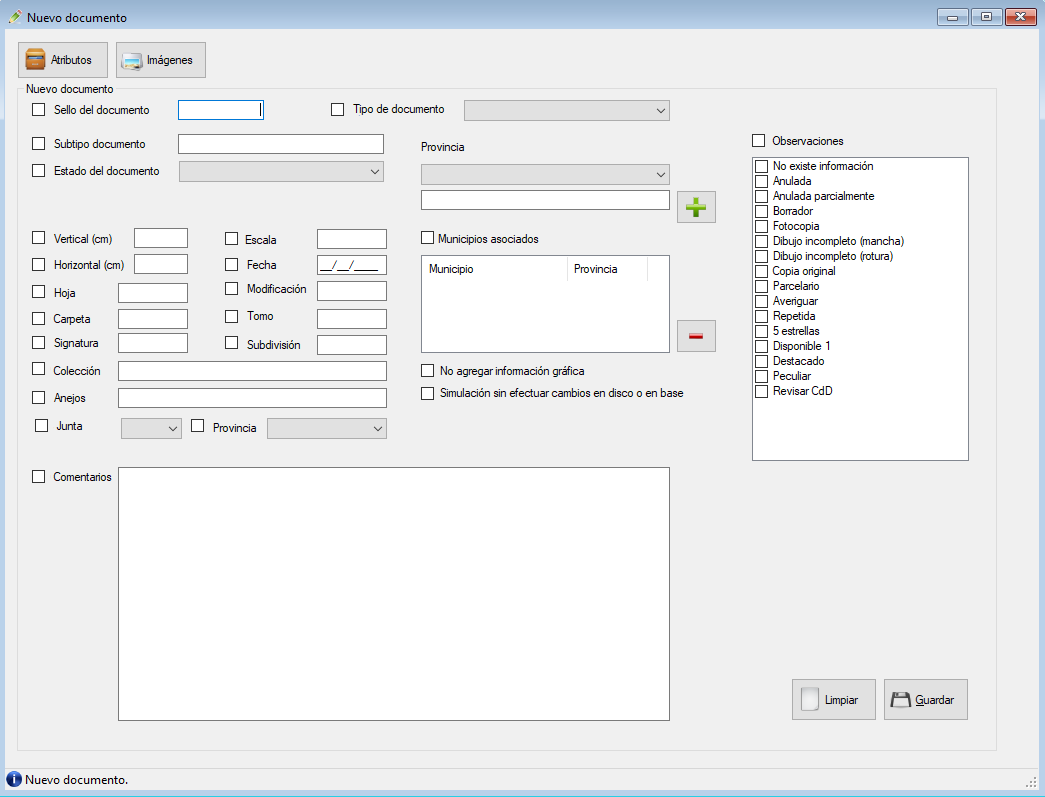 Nuevo documento
Atributos
Imágenes
Nuevo documento
Sello del documento
Tipo de documento
Subtipo documento
Estado del documento
Provincia
Vertical (cm)
Escala
Horizontal (cm)
Fecha
__/__/____
Hoja
Modificación
Carpeta
Tomo
Signatura
Subdivisión
Colección
Anejos
Junta
Provincia
Municipios asociados
Municipio
Provincia
No agregar información gráfica
Simulación sin efectuar cambios en disco o en base
Observaciones
No existe información
Anulada
Anulada parcialmente
Borrador
Fotocopia
Dibujo incompleto (mancha)
Dibujo incompleto (rotura)
Copia original
Parcelario
Averiguar
Repetida
5 estrellas
Disponible 1
Destacado
Peculiar
Revisar CdD
Comentarios
Limpiar
Guardar
Nuevo documento.